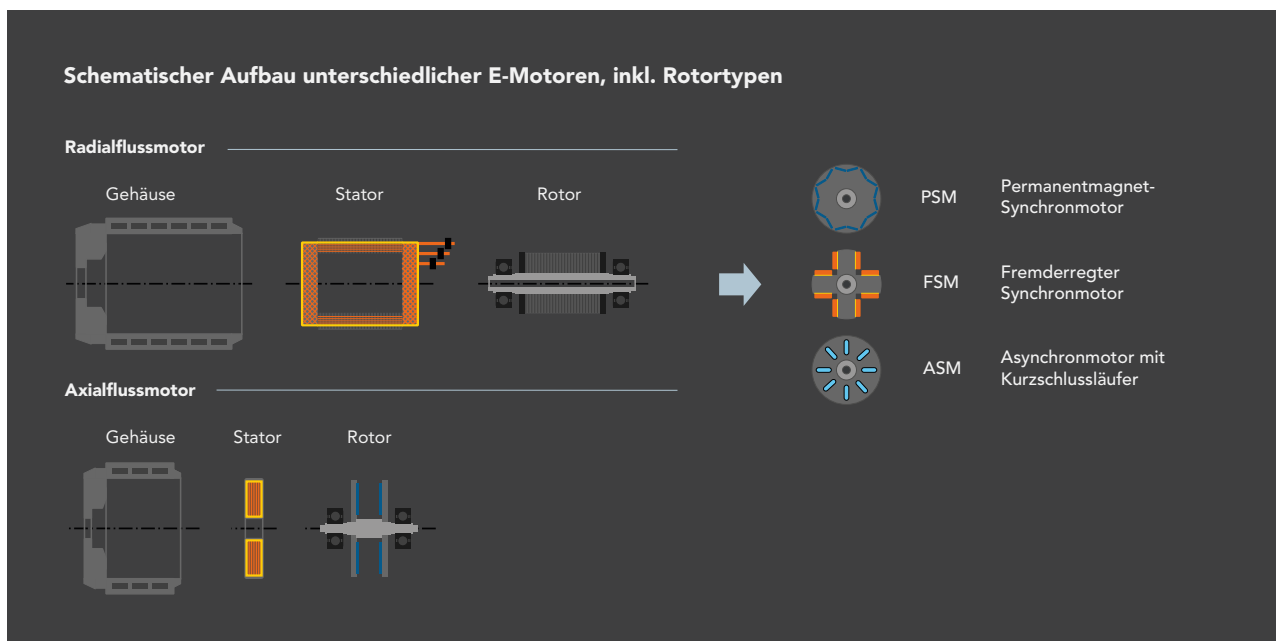 Schematischer Aufbau unterschiedlicher E-Motoren, inkl. Rotortypen
Radialflussmotor
Gehäuse
Stator
Rotor
PSM
Permanentmagnet-
Synchronmotor
FSM
Fremderregter
Synchronmotor
ASM
Asynchronmotor mit
Kurzschlussläufer
Axialflussmotor
Gehäuse
Stator
Rotor